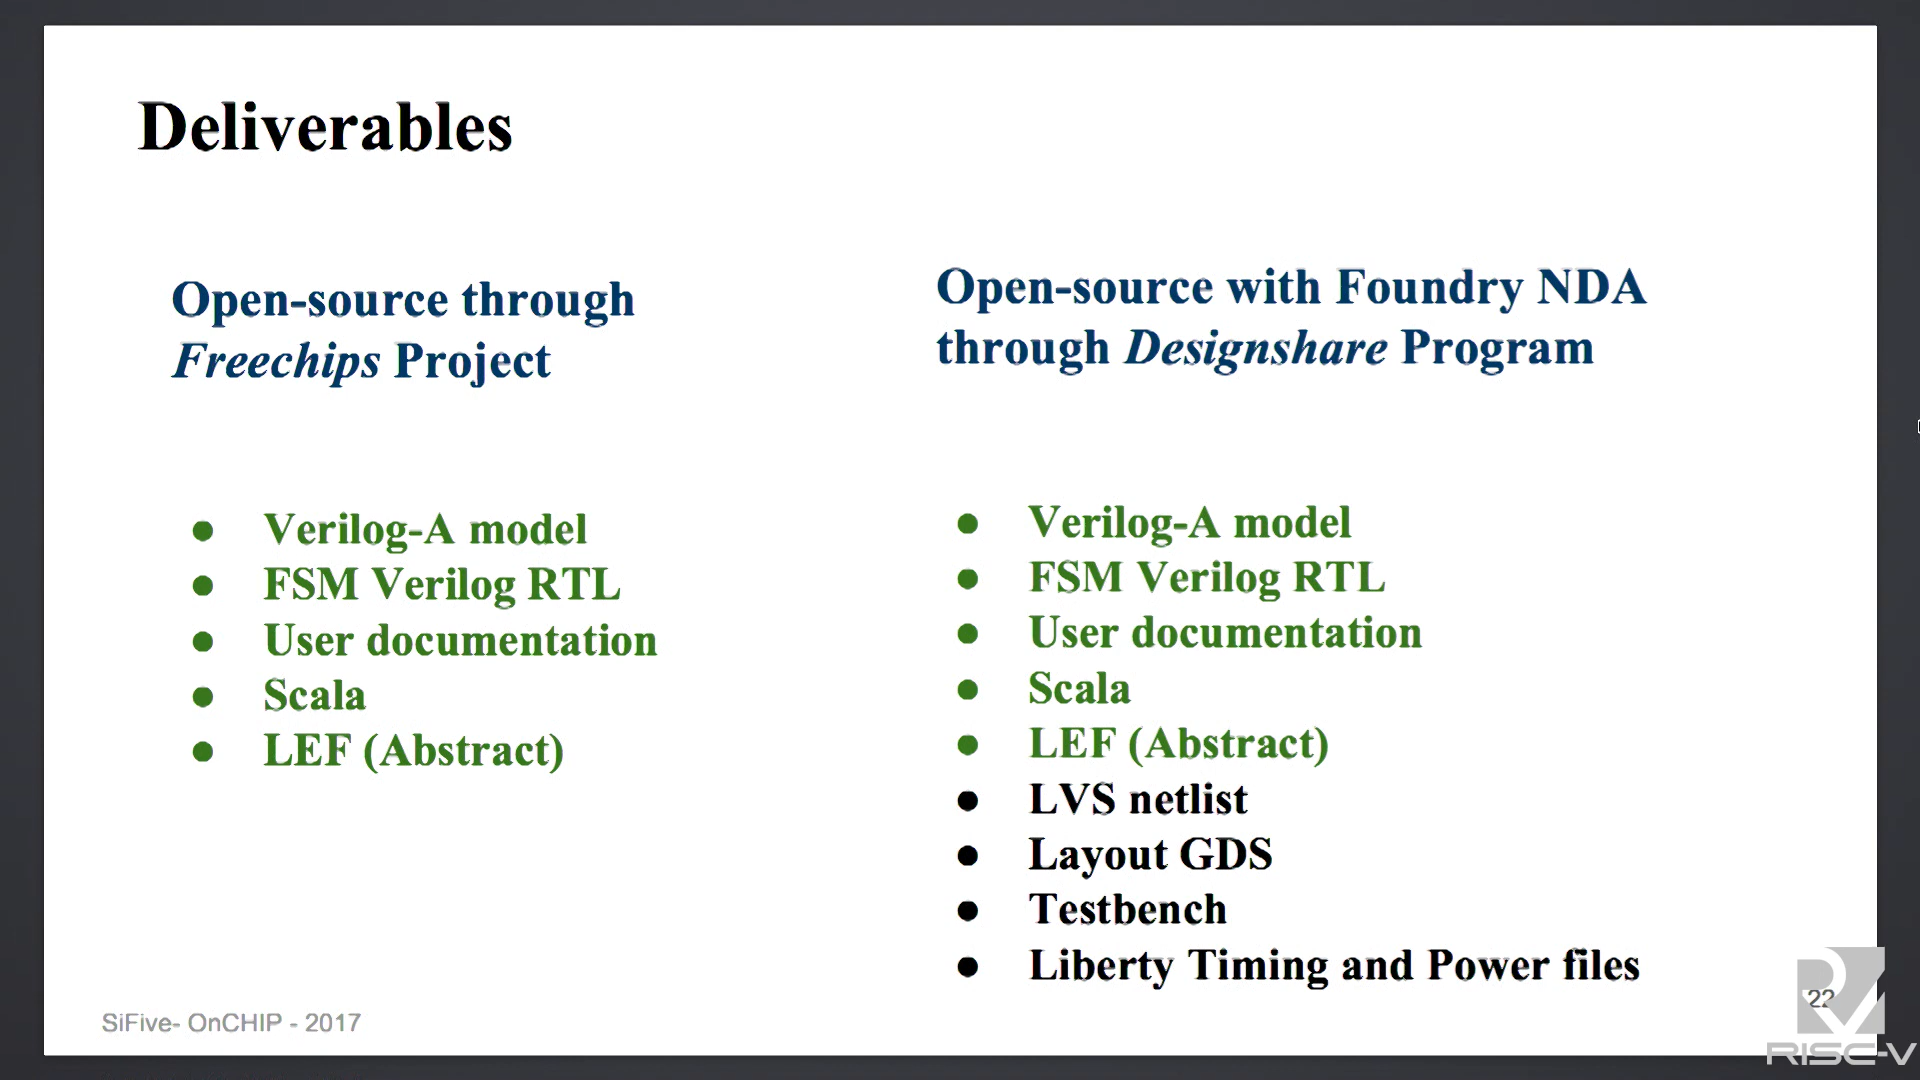 Deliverables
Open-source through
Freechips Project
● Verilog-A model
● FSM Verilog RTL
● User documentation
● Scala
● LEF (Abstract)
Open-source with Foundry NDA
through Designshare Program
● Verilog-A model
● FSM Verilog RTL
● User documentation
● Scala
● LEF (Abstract)
● LVS netlist
● Layout GDS
● Testbench
● Liberty Timing and Power files
SiFive- OnCHIP - 2017
22
RISC-V